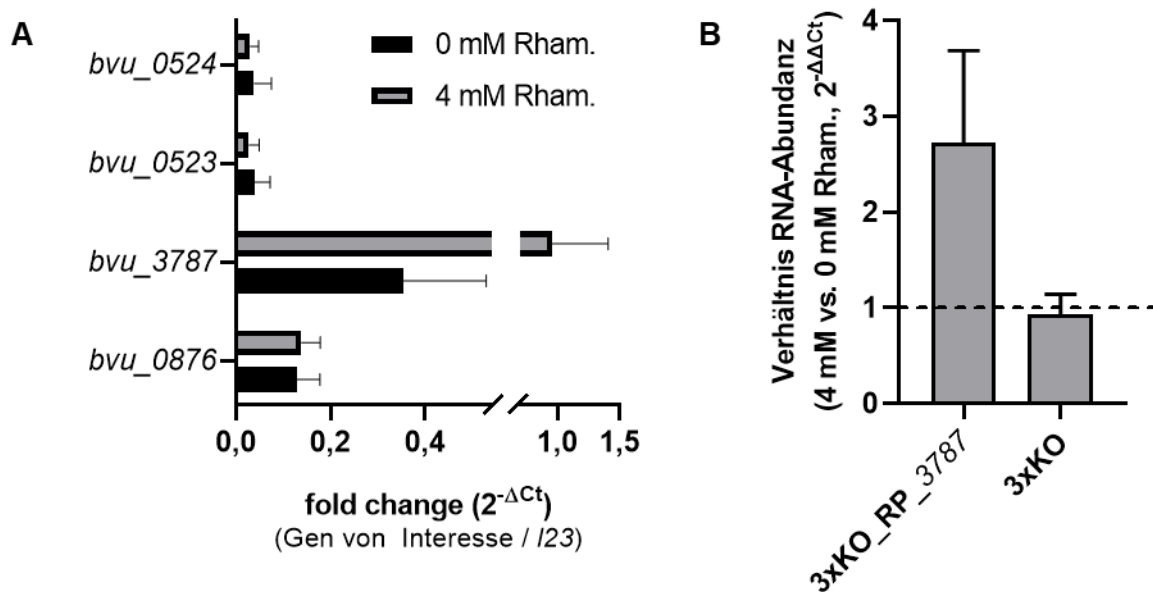 A
bvu_0524
bvu_0523
bvu_3787
bvu_0876
0 mM Rham.
4 mM Rham.
0,0 0,2 0,4 1,0 1,5
fold change (2^-ΔCt)
(Gen von Interesse / l23)
B
Verhältnis RNA-Abundanz
(4 mM vs. 0 mM Rham., 2^-ΔΔCt)
4
3
2
1
0
3xKO_RP_3787
3xKO